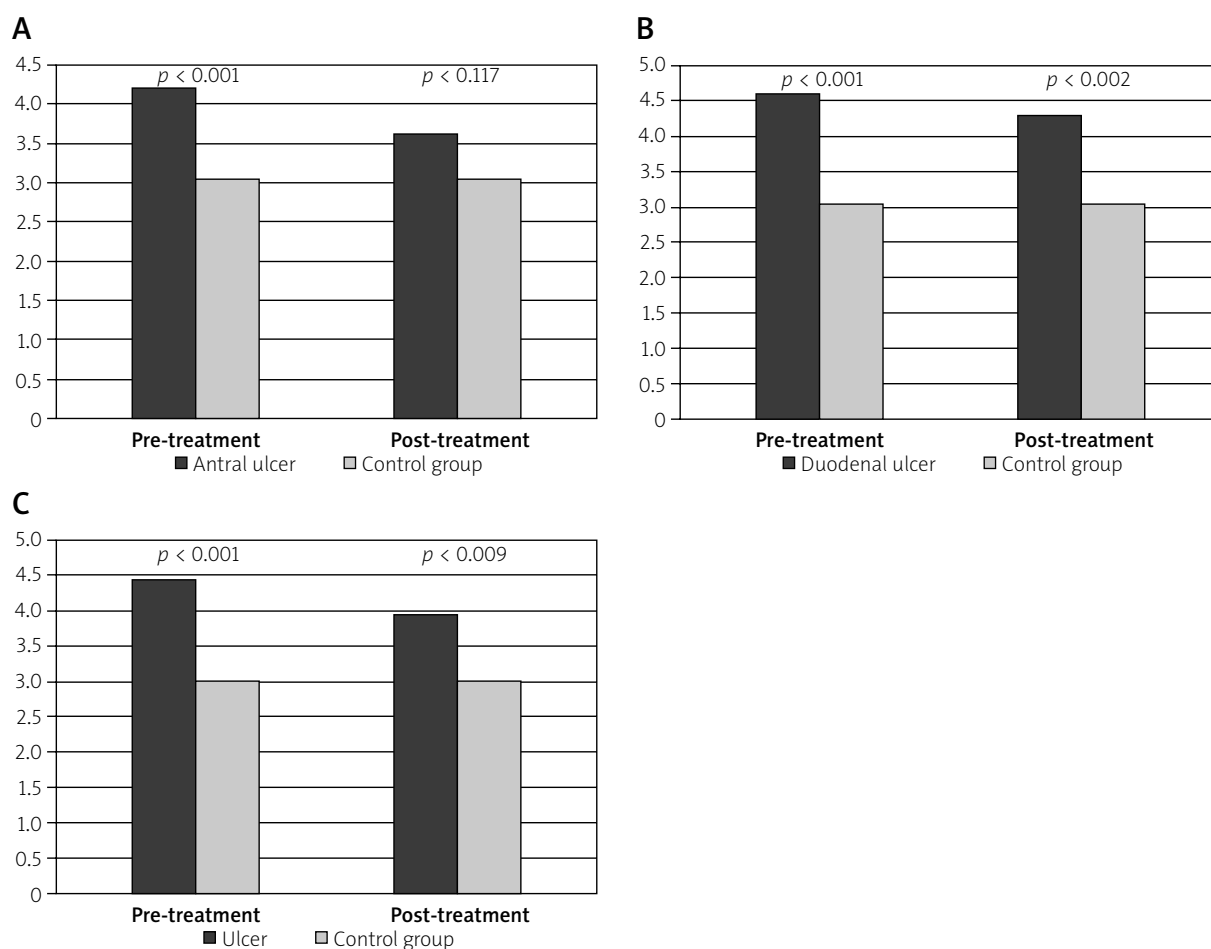 A
4.5
4.0
3.5
3.0
2.5
2.0
1.5
1.0
0.5
0
p < 0.001
p < 0.117
Pre-treatment
Post-treatment
Antral ulcer
Control group
B
5.0
4.5
4.0
3.5
3.0
2.5
2.0
1.5
1.0
0.5
0
p < 0.001
p < 0.002
Pre-treatment
Post-treatment
Duodenal ulcer
Control group
C
5.0
4.5
4.0
3.5
3.0
2.5
2.0
1.5
1.0
0.5
0
p < 0.001
p < 0.009
Pre-treatment
Post-treatment
Ulcer
Control group